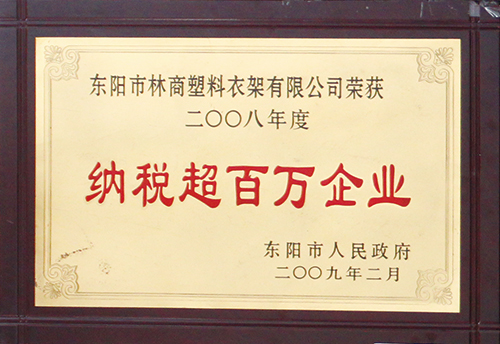 东阳市林商塑料衣架有限公司荣获
二〇〇八年度
纳税超百万企业
东阳市人民政府
二〇〇九年二月